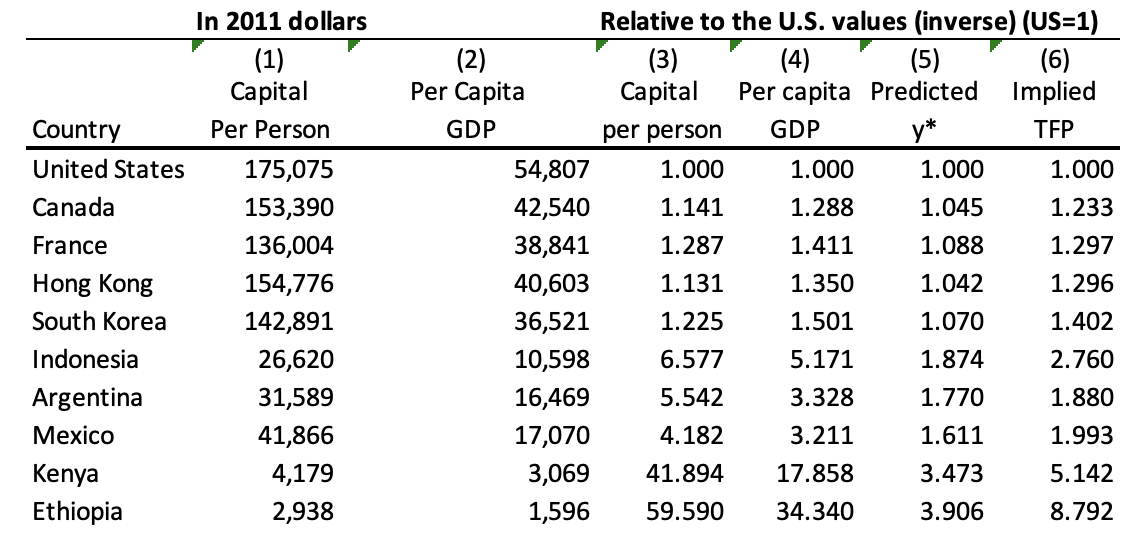 In 2011 dollars Relative to the U.S. values (inverse) (US=1)
(1) (2) (3) (4) (5) (6)
Capital Per Capita Capital Per capita Predicted Implied
Country Per Person GDP per person GDP y* TFP
United States 175,075 54,807 1.000 1.000 1.000 1.000
Canada 153,390 42,540 1.141 1.288 1.045 1.233
France 136,004 38,841 1.287 1.411 1.088 1.297
Hong Kong 154,776 40,603 1.131 1.350 1.042 1.296
South Korea 142,891 36,521 1.225 1.501 1.070 1.402
Indonesia 26,620 10,598 6.577 5.171 1.874 2.760
Argentina 31,589 16,469 5.542 3.328 1.770 1.880
Mexico 41,866 17,070 4.182 3.211 1.611 1.993
Kenya 4,179 3,069 41.894 17.858 3.473 5.142
Ethiopia 2,938 1,596 59.590 34.340 3.906 8.792